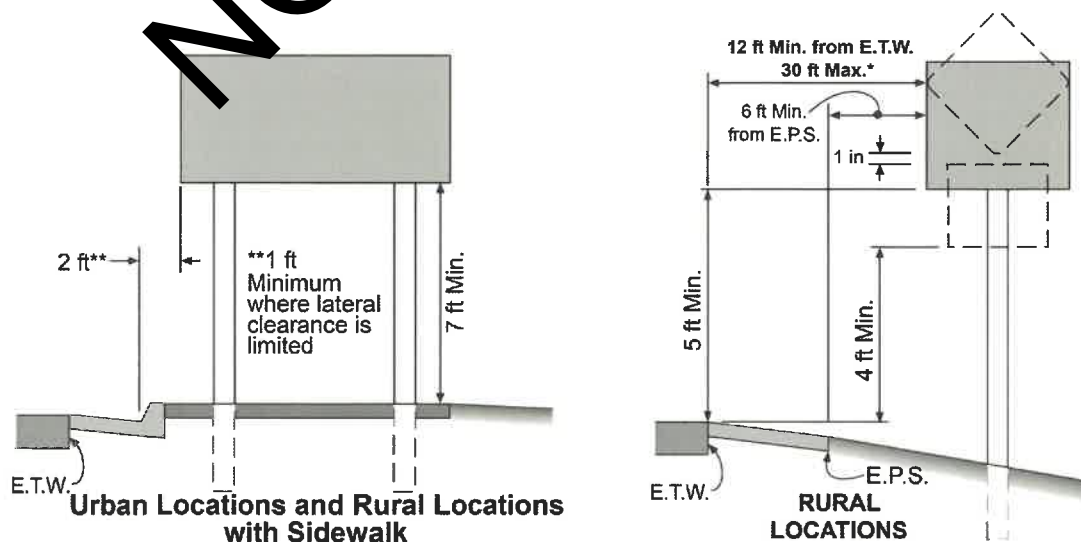 2 ft**
**1 ft
Minimum
where lateral
clearance is
limited
7 ft Min.
E.T.W.
Urban Locations and Rural Locations
with Sidewalk
12 ft Min. from E.T.W.
30 ft Max.*
6 ft Min.
from E.P.S.
1 in
5 ft Min.
4 ft Min.
E.T.W.
E.P.S.
RURAL
LOCATIONS